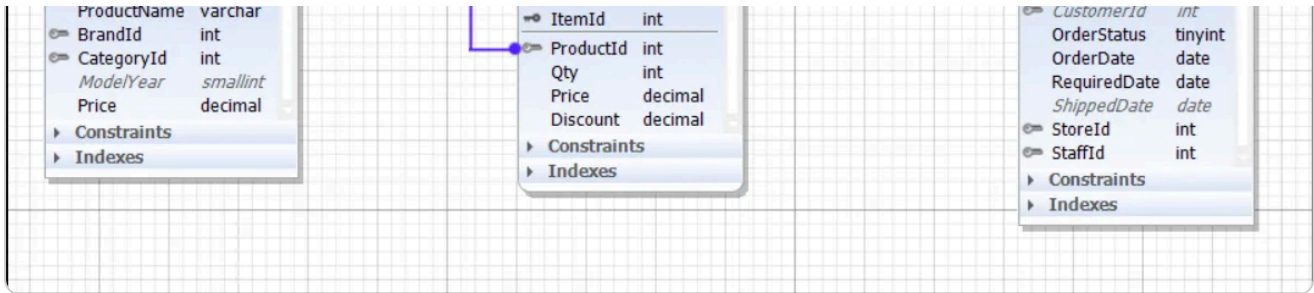 ProductName varchar
BrandId int
CategoryId int
ModelYear smallint
Price decimal
Constraints
Indexes
ItemId int
ProductId int
Qty int
Price decimal
Discount decimal
Constraints
Indexes
CustomerId int
OrderStatus tinyint
OrderDate date
RequiredDate date
ShippedDate date
StoreId int
StaffId int
Constraints
Indexes